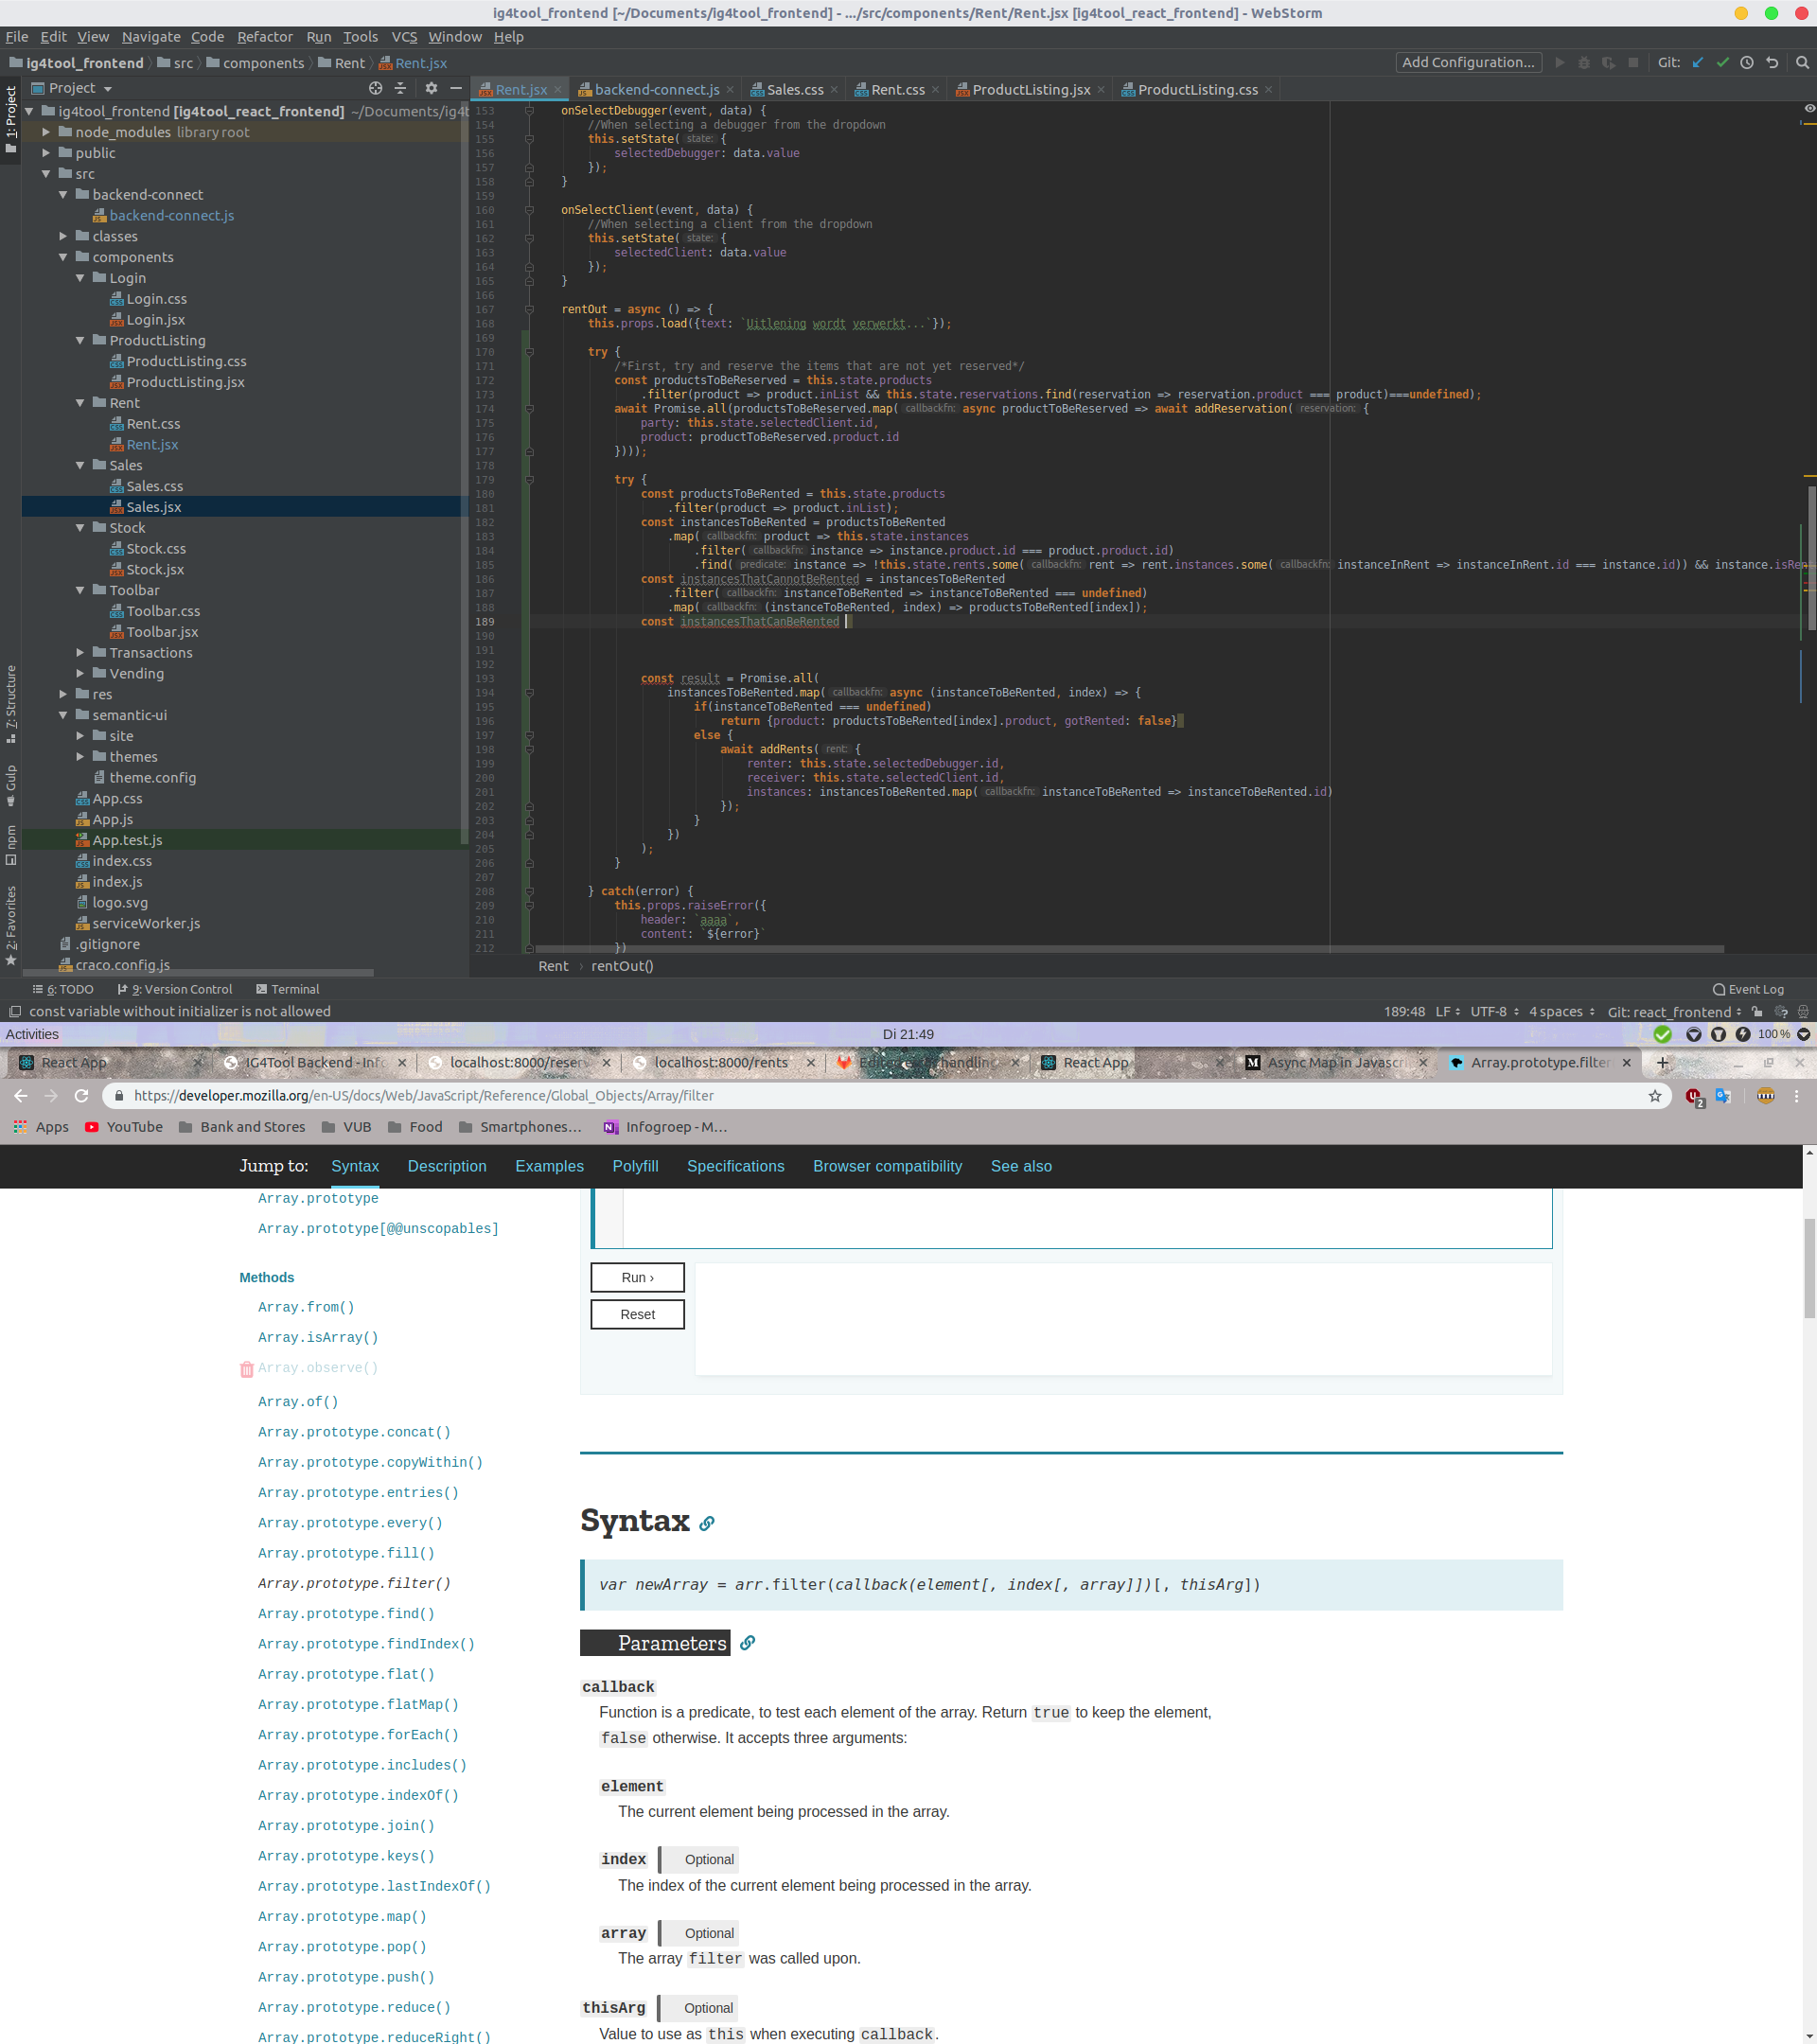 ig4tool_frontend [~/Documents/ig4tool_frontend] - .../src/components/Rent/Rent.jsx [ig4tool_react_frontend] - WebStorm
File Edit View Navigate Code Refactor Run Tools VCS Window Help
ig4tool_frontend src components Rent Rent.jsx Add Configuration... Git:
Project
Rent.jsx backend-connect.js Sales.css Rent.css ProductListing.jsx ProductListing.css
1: Project
7: Structure
Gulp
npm
2: Favorites
ig4tool_frontend [ig4tool_react_frontend] ~/Documents/ig4t
node_modules library root
public
src
backend-connect
backend-connect.js
classes
components
Login
Login.css
Login.jsx
ProductListing
ProductListing.css
ProductListing.jsx
Rent
Rent.css
Rent.jsx
Sales
Sales.css
Sales.jsx
Stock
Stock.css
Stock.jsx
Toolbar
Toolbar.css
Toolbar.jsx
Transactions
Vending
res
semantic-ui
site
themes
theme.config
App.css
App.js
App.test.js
index.css
index.js
logo.svg
serviceWorker.js
.gitignore
craco.config.js
153 onSelectDebugger(event, data) {
154 //When selecting a debugger from the dropdown
155 this.setState( state: {
156 selectedDebugger: data.value
157 });
158 }
159
160 onSelectClient(event, data) {
161 //When selecting a client from the dropdown
162 this.setState( state: {
163 selectedClient: data.value
164 });
165 }
166
167 rentOut = async () => {
168 this.props.load({text: `Uitlening wordt verwerkt...`});
169
170 try {
171 /*First, try and reserve the items that are not yet reserved*/
172 const productsToBeReserved = this.state.products
173 .filter(product => product.inList && this.state.reservations.find(reservation => reservation.product === product)===undefined);
174 await Promise.all(productsToBeReserved.map( callbackfn: async productToBeReserved => await addReservation( reservation: {
175 party: this.state.selectedClient.id,
176 product: productToBeReserved.product.id
177 })));
178
179 try {
180 const productsToBeRented = this.state.products
181 .filter(product => product.inList);
182 const instancesToBeRented = productsToBeRented
183 .map( callbackfn: product => this.state.instances
184 .filter( callbackfn: instance => instance.product.id === product.product.id)
185 .find( predicate: instance => !this.state.rents.some( callbackfn: rent => rent.instances.some( callbackfn: instanceInRent => instanceInRent.id === instance.id)) && instance.isRen
186 const instancesThatCannotBeRented = instancesToBeRented
187 .filter( callbackfn: instanceToBeRented => instanceToBeRented === undefined)
188 .map( callbackfn: (instanceToBeRented, index) => productsToBeRented[index]);
189 const instancesThatCanBeRented
190
191
192
193 const result = Promise.all(
194 instancesToBeRented.map( callbackfn: async (instanceToBeRented, index) => {
195 if(instanceToBeRented === undefined)
196 return {product: productsToBeRented[index].product, gotRented: false}
197 else {
198 await addRents( rent: {
199 renter: this.state.selectedDebugger.id,
200 receiver: this.state.selectedClient.id,
201 instances: instancesToBeRented.map( callbackfn: instanceToBeRented => instanceToBeRented.id)
202 });
203 }
204 })
205 );
206 }
207
208 } catch(error) {
209 this.props.raiseError({
210 header: `aaaa`,
211 content: `${error}`
212 })
Rent rentOut()
6: TODO 9: Version Control Terminal Event Log
const variable without initializer is not allowed 189:48 LF UTF-8 4 spaces Git: react_frontend
Activities Di 21:49 100 %
React App IG4Tool Backend - Info localhost:8000/reser localhost:8000/rents React App Async Map in Javascri Array.prototype.filter
https://developer.mozilla.org/en-US/docs/Web/JavaScript/Reference/Global_Objects/Array/filter 2
Apps YouTube Bank and Stores VUB Food Smartphones... Infogroep - M...
Jump to: Syntax Description Examples Polyfill Specifications Browser compatibility See also
Array.prototype
Array.prototype[@@unscopables]
Methods
Array.from()
Array.isArray()
Array.observe()
Array.of()
Array.prototype.concat()
Array.prototype.copyWithin()
Array.prototype.entries()
Array.prototype.every()
Array.prototype.fill()
Array.prototype.filter()
Array.prototype.find()
Array.prototype.findIndex()
Array.prototype.flat()
Array.prototype.flatMap()
Array.prototype.forEach()
Array.prototype.includes()
Array.prototype.indexOf()
Array.prototype.join()
Array.prototype.keys()
Array.prototype.lastIndexOf()
Array.prototype.map()
Array.prototype.pop()
Array.prototype.push()
Array.prototype.reduce()
Array.prototype.reduceRight()
Run ›
Reset
Syntax
var newArray = arr.filter(callback(element[, index[, array]])[, thisArg])
Parameters
callback
Function is a predicate, to test each element of the array. Return true to keep the element,
false otherwise. It accepts three arguments:
element
The current element being processed in the array.
index Optional
The index of the current element being processed in the array.
array Optional
The array filter was called upon.
thisArg Optional
Value to use as this when executing callback.